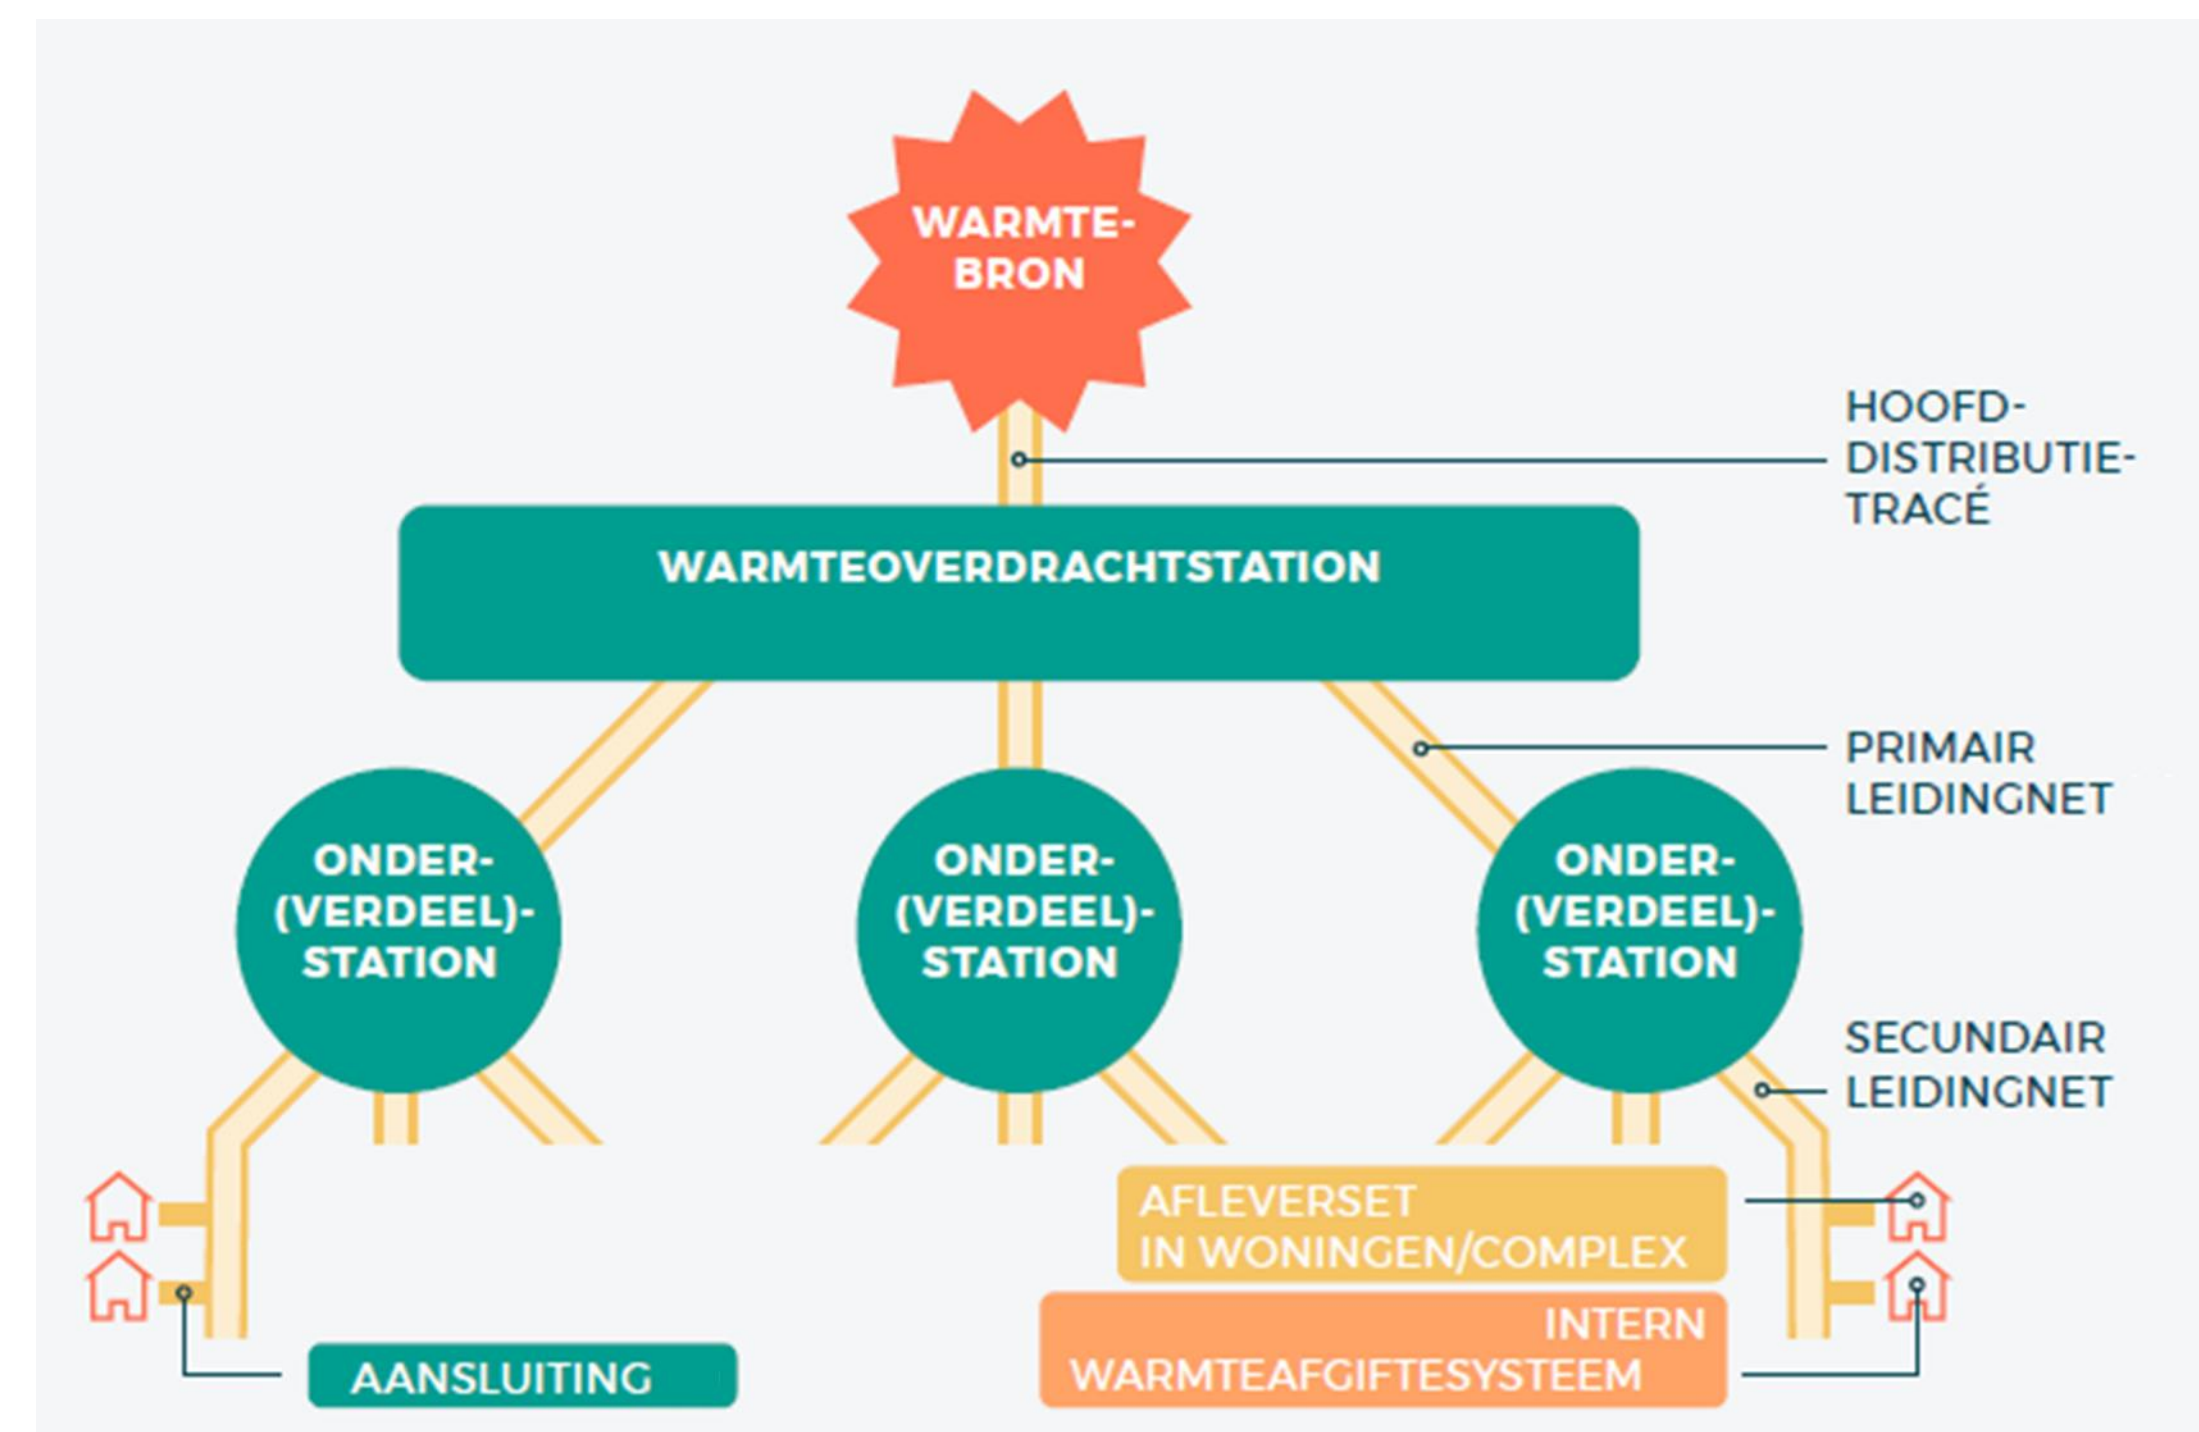 WARMTE-
BRON
HOOFD-
DISTRIBUTIE-
TRACÉ
WARMTEOVERDRACHTSTATION
PRIMAIR
LEIDINGNET
ONDER-
(VERDEEL)-
STATION
ONDER-
(VERDEEL)-
STATION
ONDER-
(VERDEEL)-
STATION
SECUNDAIR
LEIDINGNET
AFLEVERSET
IN WONINGEN/COMPLEX
INTERN
WARMTEAFGIFTESYSTEEM
AANSLUITING